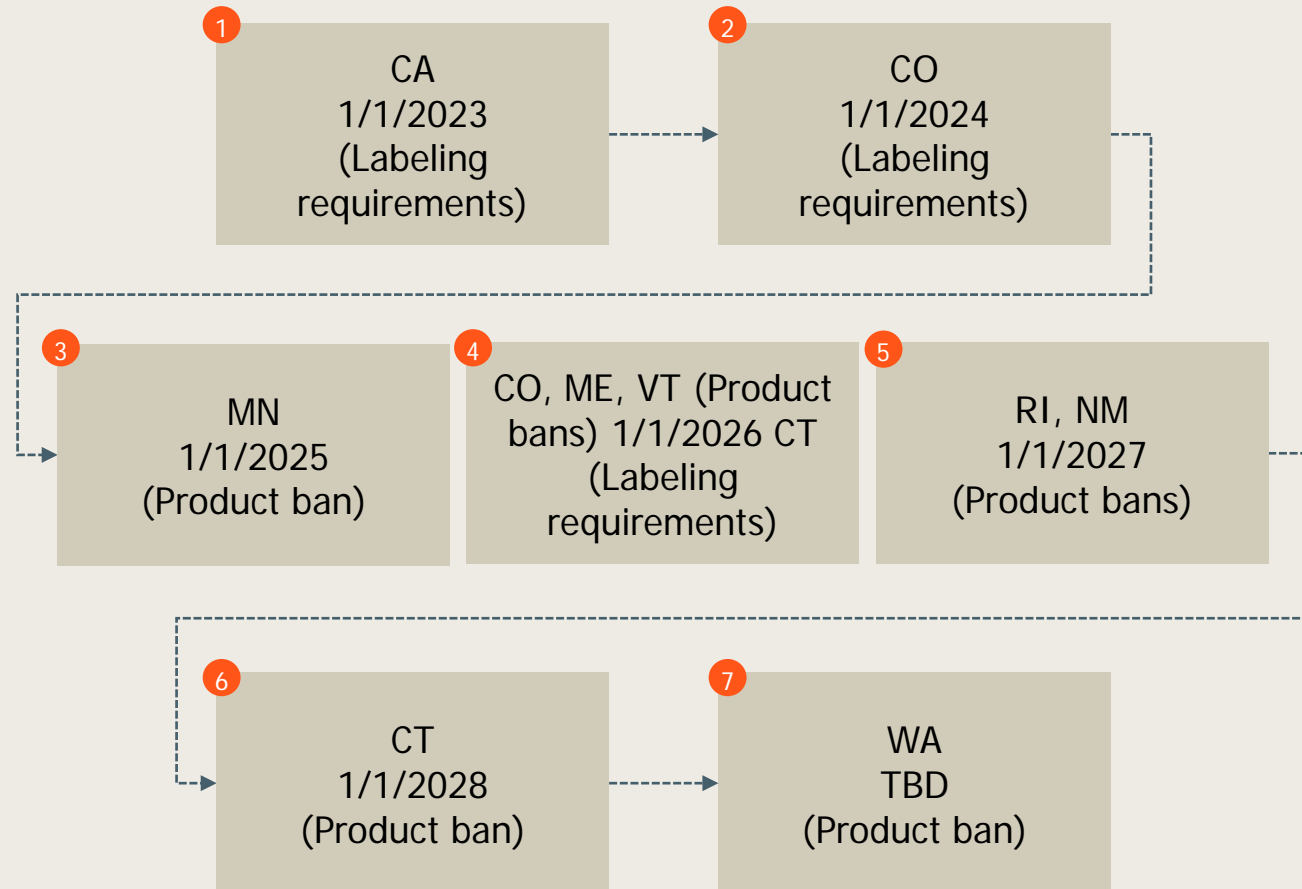 1
CA
1/1/2023
(Labeling
requirements)
2
CO
1/1/2024
(Labeling
requirements)
3
MN
1/1/2025
(Product ban)
4
CO, ME, VT (Product
bans) 1/1/2026 CT
(Labeling
requirements)
5
RI, NM
1/1/2027
(Product bans)
6
CT
1/1/2028
(Product ban)
7
WA
TBD
(Product ban)